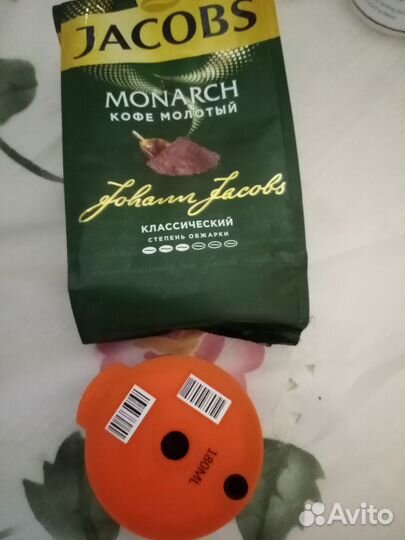 JACOBS
MONARCH
КОФЕ МОЛОТЫЙ
Johann Jacobs
КЛАССИЧЕСКИЙ
СТЕПЕНЬ ОБЖАРКИ
180ML
Avito